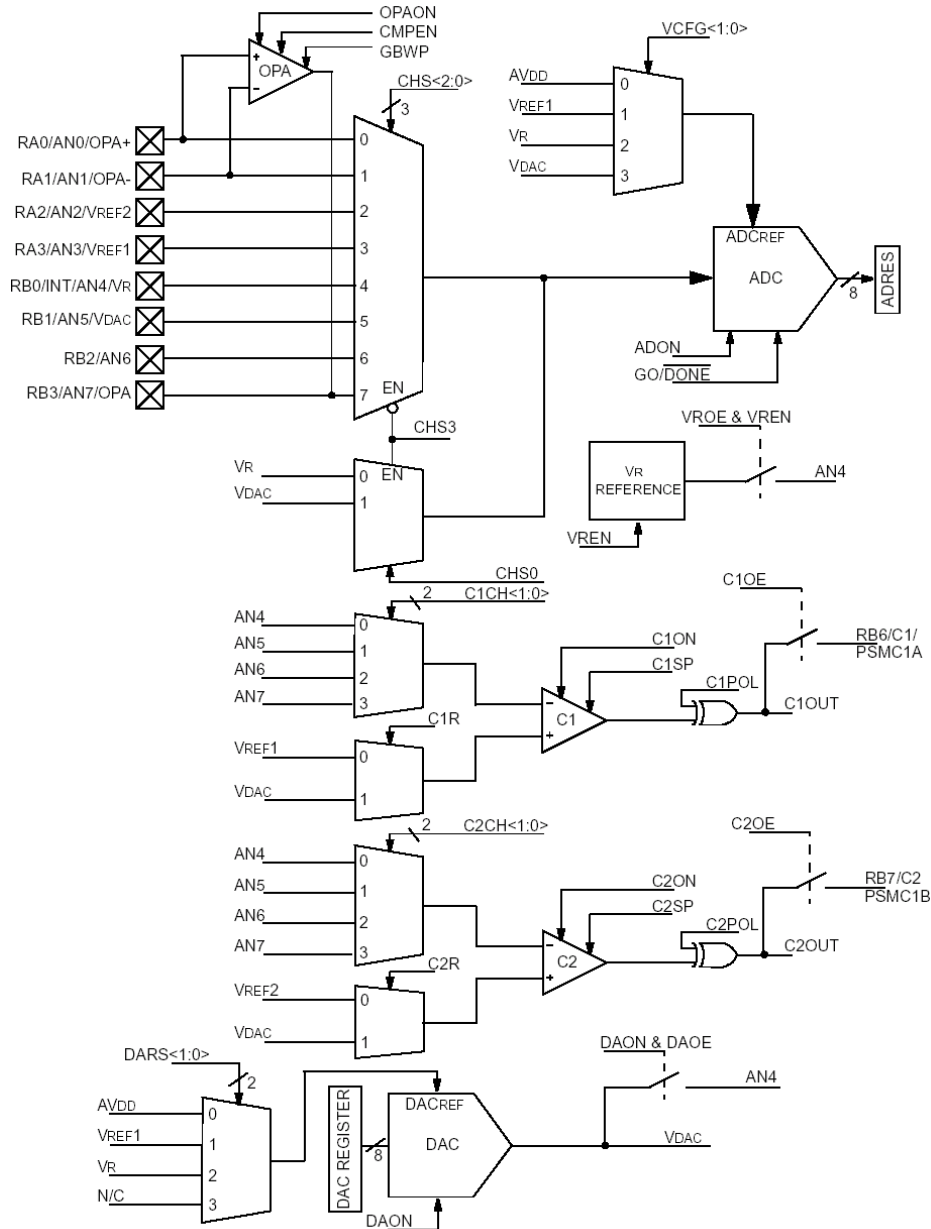 OPAON
CMPEN
GBWP
+
OPA
−
CHS<2:0>
3
VCFG<1:0>
AVDD
0
VREF1
1
VR
2
VDAC
3
RA0/AN0/OPA+
0
RA1/AN1/OPA-
1
RA2/AN2/VREF2
2
RA3/AN3/VREF1
3
RB0/INT/AN4/VR
4
RB1/AN5/VDAC
5
RB2/AN6
6
RB3/AN7/OPA
7
EN
ADCREF
ADC
8
ADRES
ADON
GO/DONE
CHS3
VR
0
EN
VDAC
1
CHS0
VROE & VREN
VR
REFERENCE
AN4
VREN
2
C1CH<1:0>
AN4
0
AN5
1
AN6
2
AN7
3
C1R
VREF1
0
VDAC
1
C1ON
C1SP
−
C1
+
C1POL
C1OE
RB6/C1/
PSMC1A
C1OUT
2
C2CH<1:0>
AN4
0
AN5
1
AN6
2
AN7
3
C2R
VREF2
0
VDAC
1
C2ON
C2SP
−
C2
+
C2POL
C2OE
RB7/C2
PSMC1B
C2OUT
DARS<1:0>
2
AVDD
0
VREF1
1
VR
2
N/C
3
DAC REGISTER
8
DACREF
DAC
DAON
DAON & DAOE
AN4
VDAC